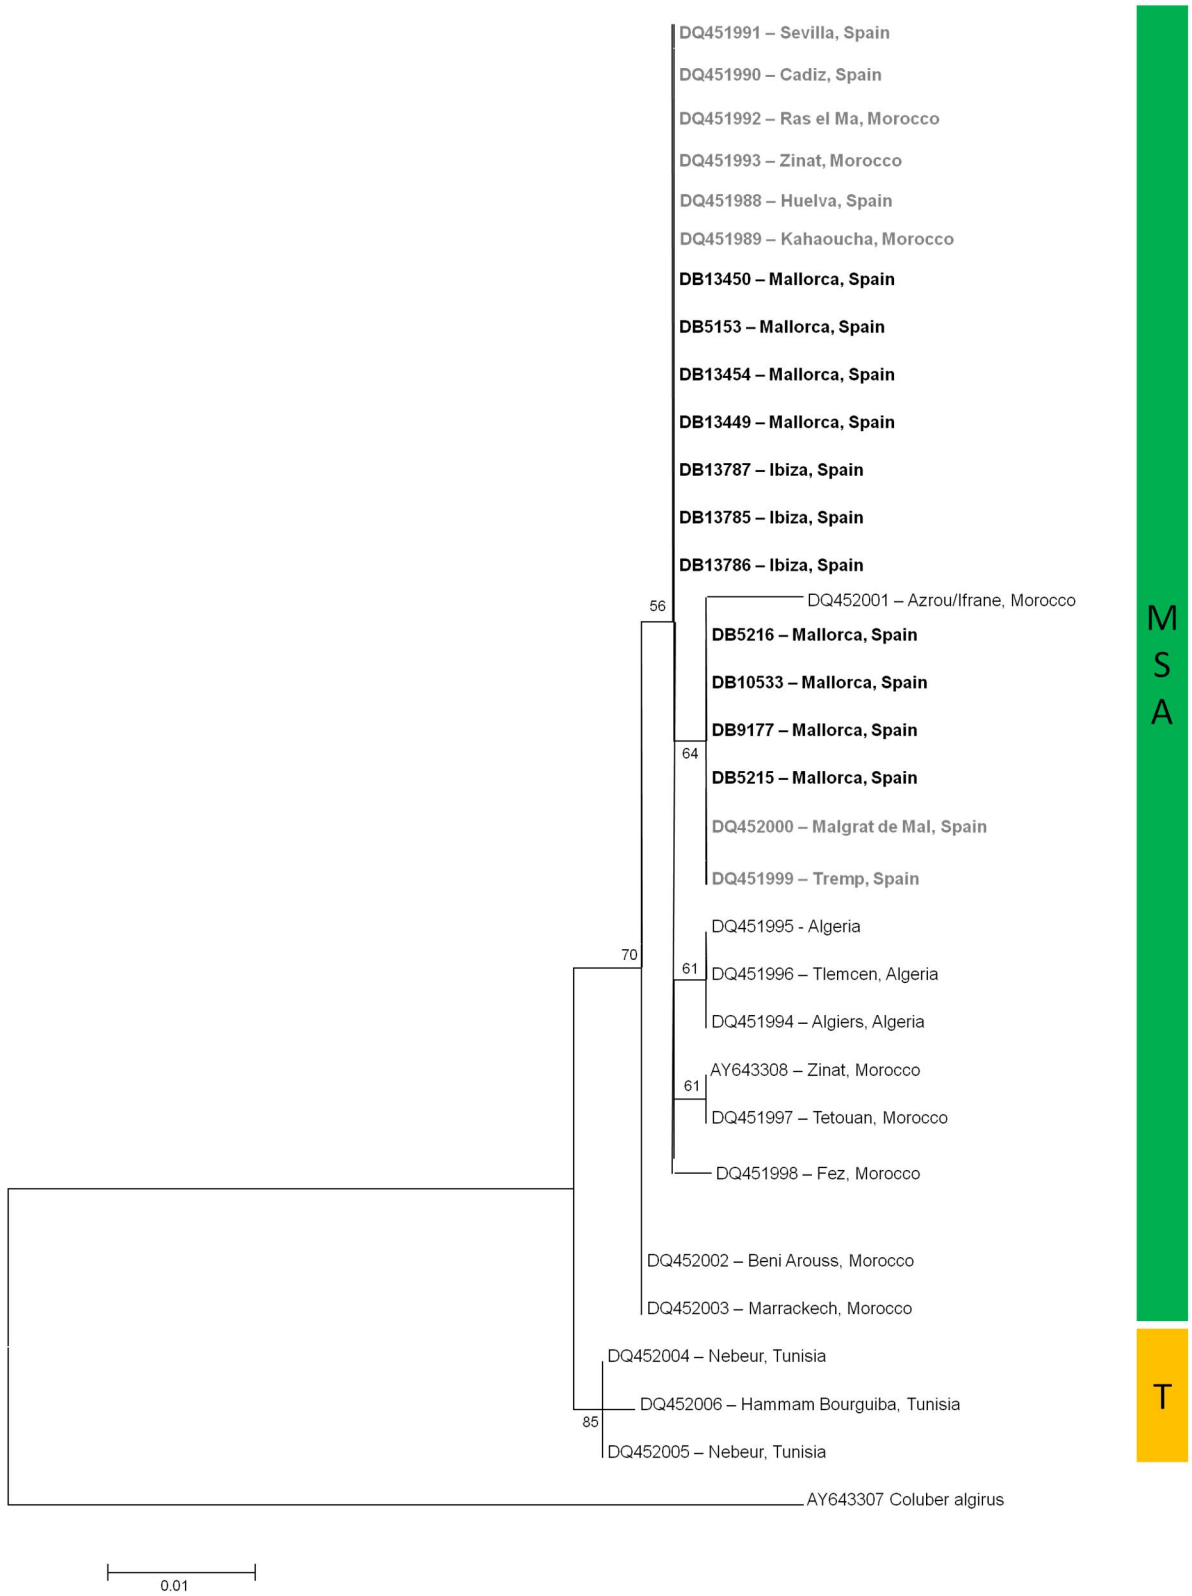 DQ451991 – Sevilla, Spain
DQ451990 – Cadiz, Spain
DQ451992 – Ras el Ma, Morocco
DQ451993 – Zinat, Morocco
DQ451988 – Huelva, Spain
DQ451989 – Kahaoucha, Morocco
DB13450 – Mallorca, Spain
DB5153 – Mallorca, Spain
DB13454 – Mallorca, Spain
DB13449 – Mallorca, Spain
DB13787 – Ibiza, Spain
DB13785 – Ibiza, Spain
DB13786 – Ibiza, Spain
56
DQ452001 – Azrou/Ifrane, Morocco
DB5216 – Mallorca, Spain
DB10533 – Mallorca, Spain
DB9177 – Mallorca, Spain
64
DB5215 – Mallorca, Spain
DQ452000 – Malgrat de Mal, Spain
DQ451999 – Tremp, Spain
DQ451995 - Algeria
70
61
DQ451996 – Tlemcen, Algeria
DQ451994 – Algiers, Algeria
AY643308 – Zinat, Morocco
61
DQ451997 – Tetouan, Morocco
DQ451998 – Fez, Morocco
DQ452002 – Beni Arouss, Morocco
DQ452003 – Marrackech, Morocco
DQ452004 – Nebeur, Tunisia
DQ452006 – Hammam Bourguiba, Tunisia
85
DQ452005 – Nebeur, Tunisia
AY643307 Coluber algirus
0.01
M
S
A
T